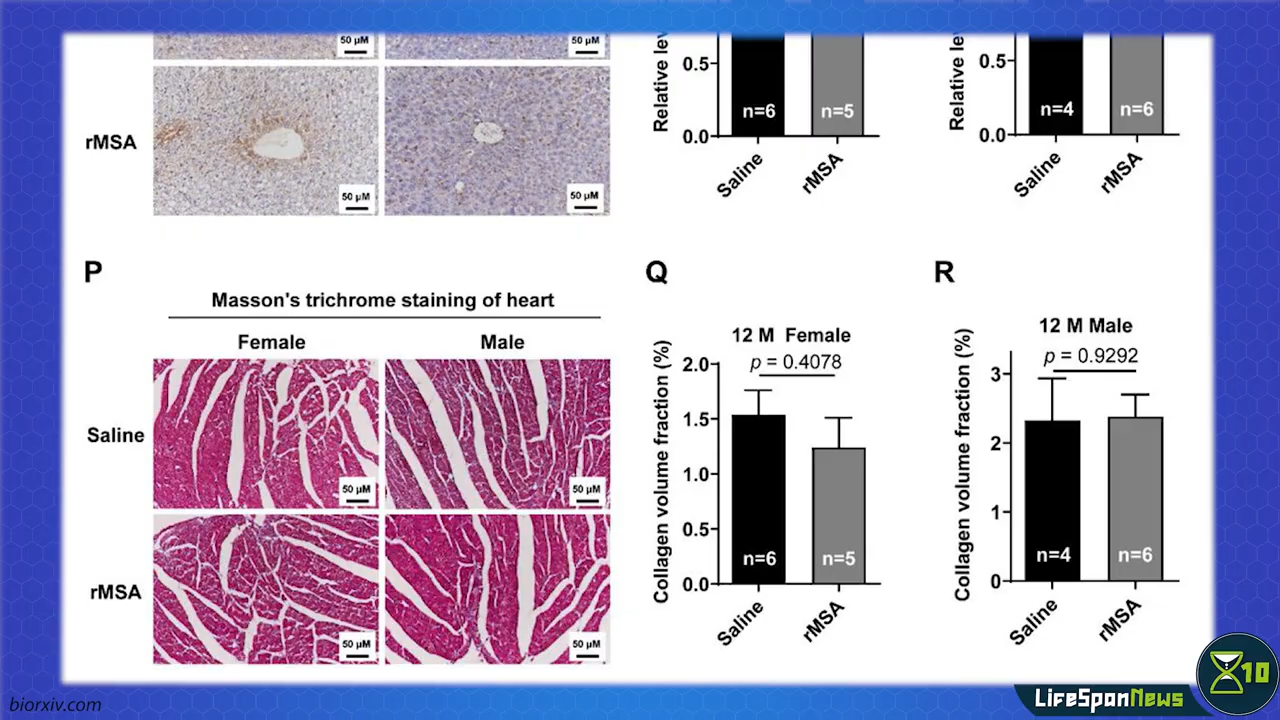 50 µM
50 µM
rMSA
50 µM
50 µM
0.5
0.0
n=6
n=5
Saline
rMSA
0.5
0.0
n=4
n=6
Saline
rMSA
P
Masson's trichrome staining of heart
Female
Male
Saline
50 µM
50 µM
rMSA
50 µM
50 µM
Q
12 M Female
p = 0.4078
Collagen volume fraction (%)
2.0
1.5
1.0
0.5
0.0
n=6
n=5
Saline
rMSA
R
12 M Male
p = 0.9292
Collagen volume fraction (%)
3
2
1
0
n=4
n=6
Saline
rMSA
biorxiv.com
LifeSpanNews
10